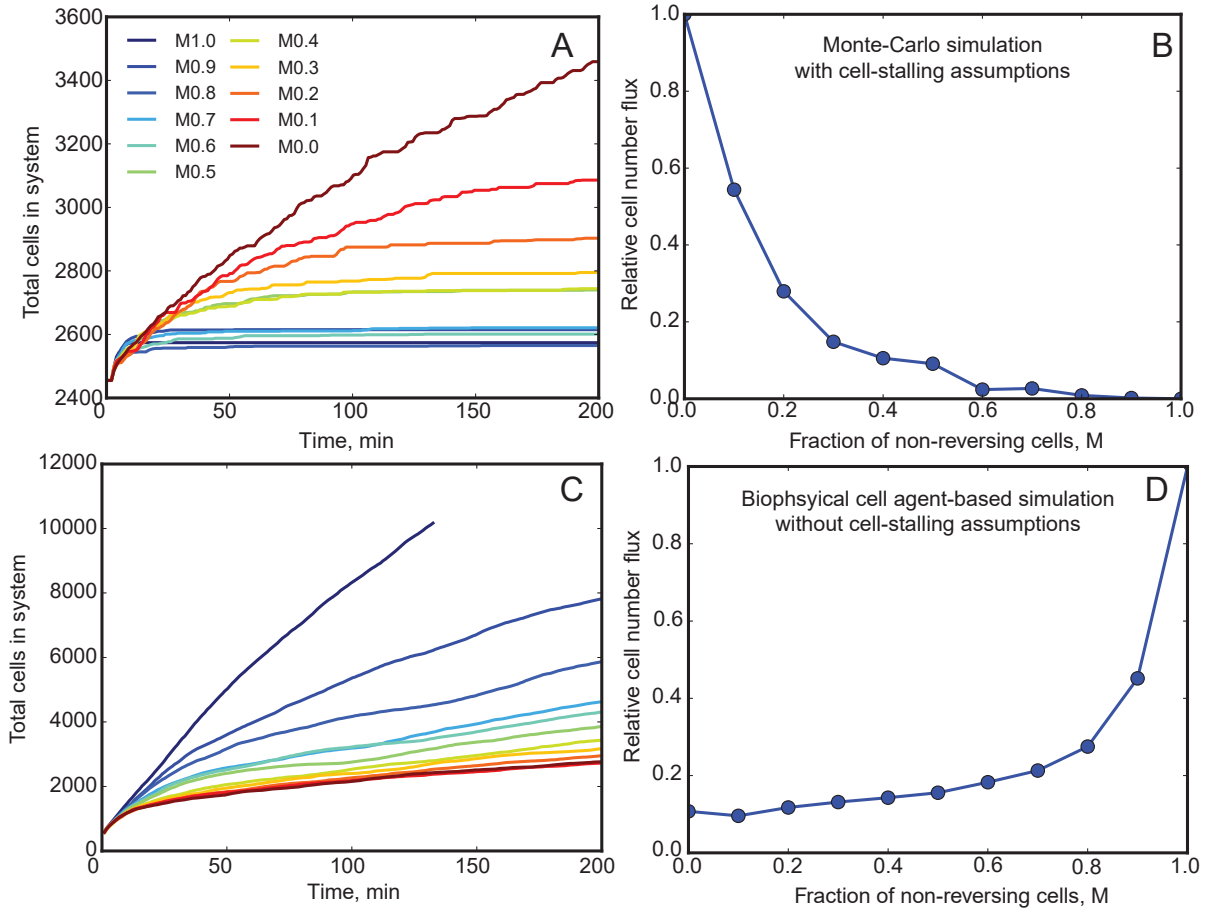 A
3600
3400
3200
3000
2800
2600
2400
Total cells in system
M1.0
M0.9
M0.8
M0.7
M0.6
M0.5
M0.4
M0.3
M0.2
M0.1
M0.0
0
50
100
150
200
Time, min
B
Monte-Carlo simulation
with cell-stalling assumptions
1.0
0.8
0.6
0.4
0.2
0.0
Relative cell number flux
0.0
0.2
0.4
0.6
0.8
1.0
Fraction of non-reversing cells, M
C
12000
10000
8000
6000
4000
2000
0
Total cells in system
0
50
100
150
200
Time, min
D
Biophsyical cell agent-based simulation
without cell-stalling assumptions
1.0
0.8
0.6
0.4
0.2
0.0
Relative cell number flux
0.0
0.2
0.4
0.6
0.8
1.0
Fraction of non-reversing cells, M